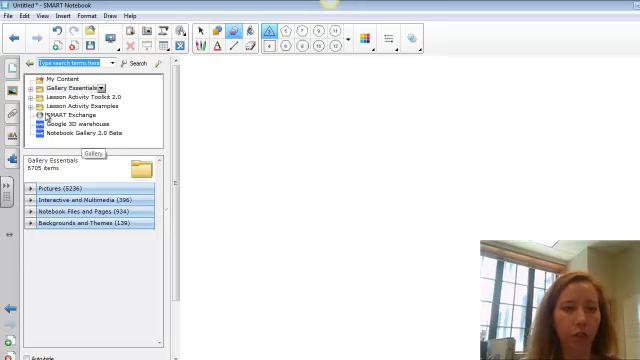 Untitled * - SMART Notebook
File Edit View Insert Format Draw Help
Type search terms here Search
My Content
Gallery Essentials
Lesson Activity Toolkit 2.0
Lesson Activity Examples
SMART Exchange
Google 3D warehouse
Notebook Gallery 2.0 Beta
Gallery
Gallery Essentials
6705 items
Pictures (5236)
Interactive and Multimedia (396)
Notebook Files and Pages (934)
Backgrounds and Themes (139)
Auto-hide